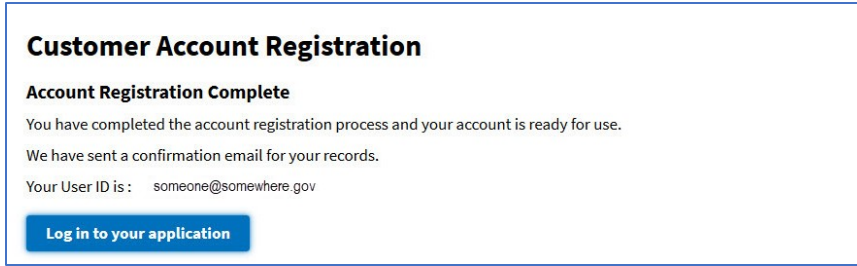 Customer Account Registration
Account Registration Complete
You have completed the account registration process and your account is ready for use.
We have sent a confirmation email for your records.
Your User ID is : someone@somewhere.gov
Log in to your application